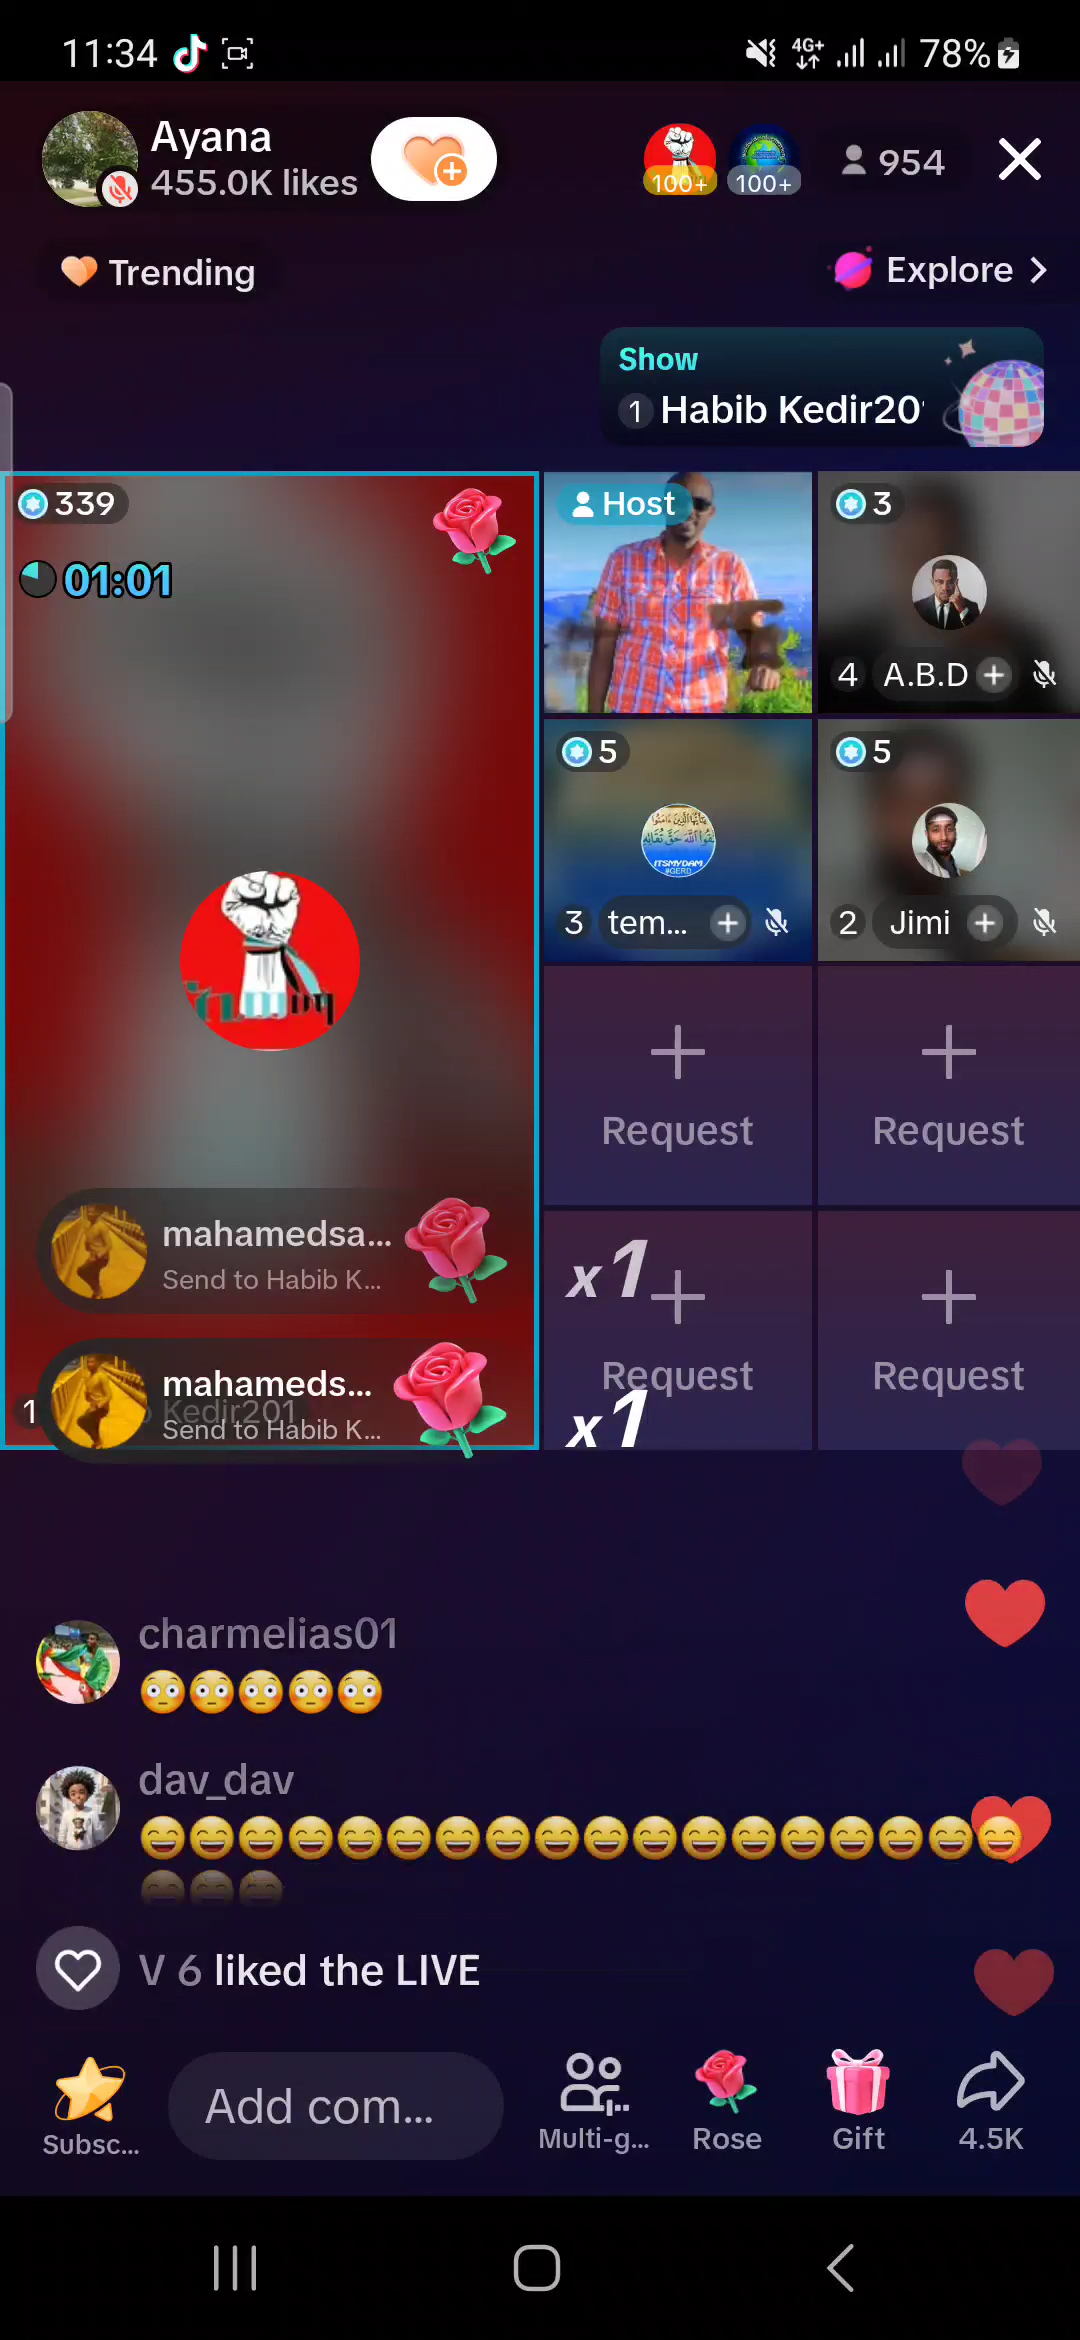 11:34
4G+
78%
Ayana
455.0K likes
100+
100+
954
Trending
Explore
Show
1 Habib Kedir20
339
01:01
Host
3
4 A.B.D
5
ITSMYDAM
#GERD
3 tem...
5
2 Jimi
Request
Request
mahamedsa...
Send to Habib K...
x1
Request
Request
mahameds...
Send to Habib K...
x1
1
Kedir201
charmelias01
😳😳😳😳😳
dav_dav
😄😄😄😄😄😄😄😄😄😄😄😄😄😄😄😄😄😄
😄😄😄
V 6 liked the LIVE
Subsc...
Add com...
Multi-g...
Rose
Gift
4.5K